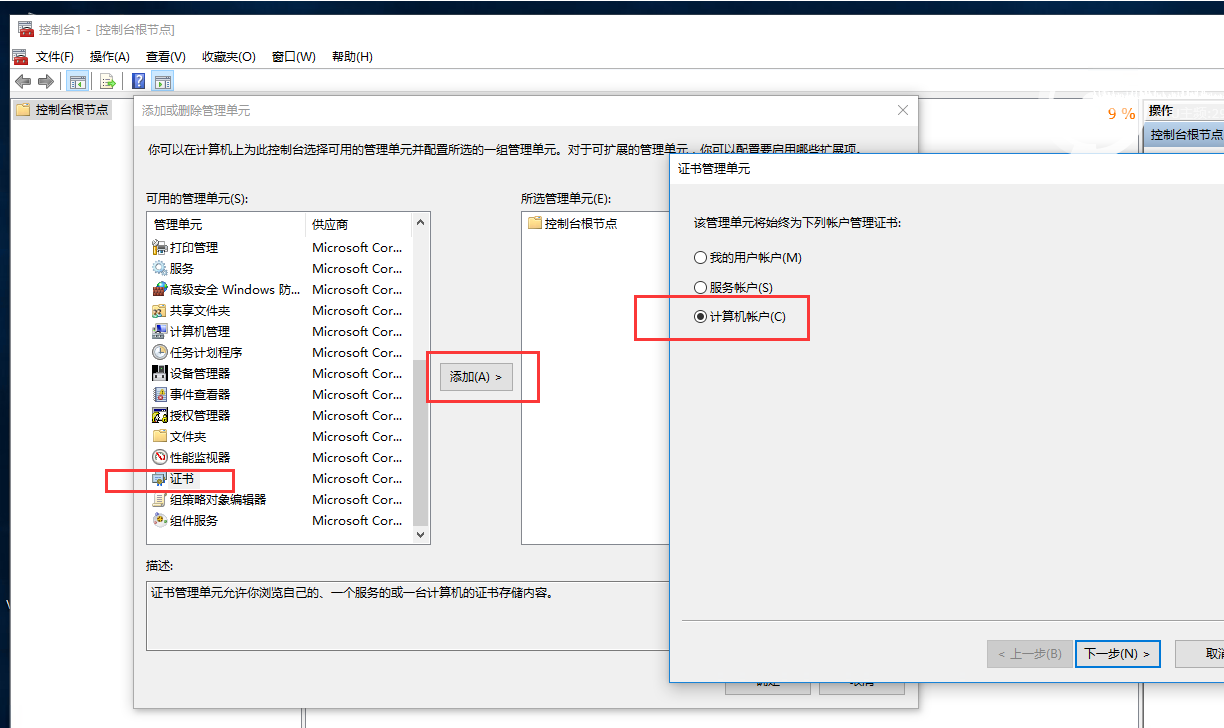 控制台1 - [控制台根节点]
文件(F) 操作(A) 查看(V) 收藏夹(O) 窗口(W) 帮助(H)
控制台根节点
添加或删除管理单元
9 %
操作
控制台根节点
你可以在计算机上为此控制台选择可用的管理单元并配置所选的一组管理单元。对于可扩展的管理单元，你可以配置要启用哪些扩展项。
可用的管理单元(S):
管理单元 供应商
打印管理 Microsoft Cor...
服务 Microsoft Cor...
高级安全 Windows 防... Microsoft Cor...
共享文件夹 Microsoft Cor...
计算机管理 Microsoft Cor...
任务计划程序 Microsoft Cor...
设备管理器 Microsoft Cor...
事件查看器 Microsoft Cor...
授权管理器 Microsoft Cor...
文件夹 Microsoft Cor...
性能监视器 Microsoft Cor...
证书 Microsoft Cor...
组策略对象编辑器 Microsoft Cor...
组件服务 Microsoft Cor...
添加(A) >
所选管理单元(E):
控制台根节点
描述:
证书管理单元允许你浏览自己的、一个服务的或一台计算机的证书存储内容。
证书管理单元
该管理单元将始终为下列帐户管理证书:
我的用户帐户(M)
服务帐户(S)
计算机帐户(C)
< 上一步(B) 下一步(N) > 取消